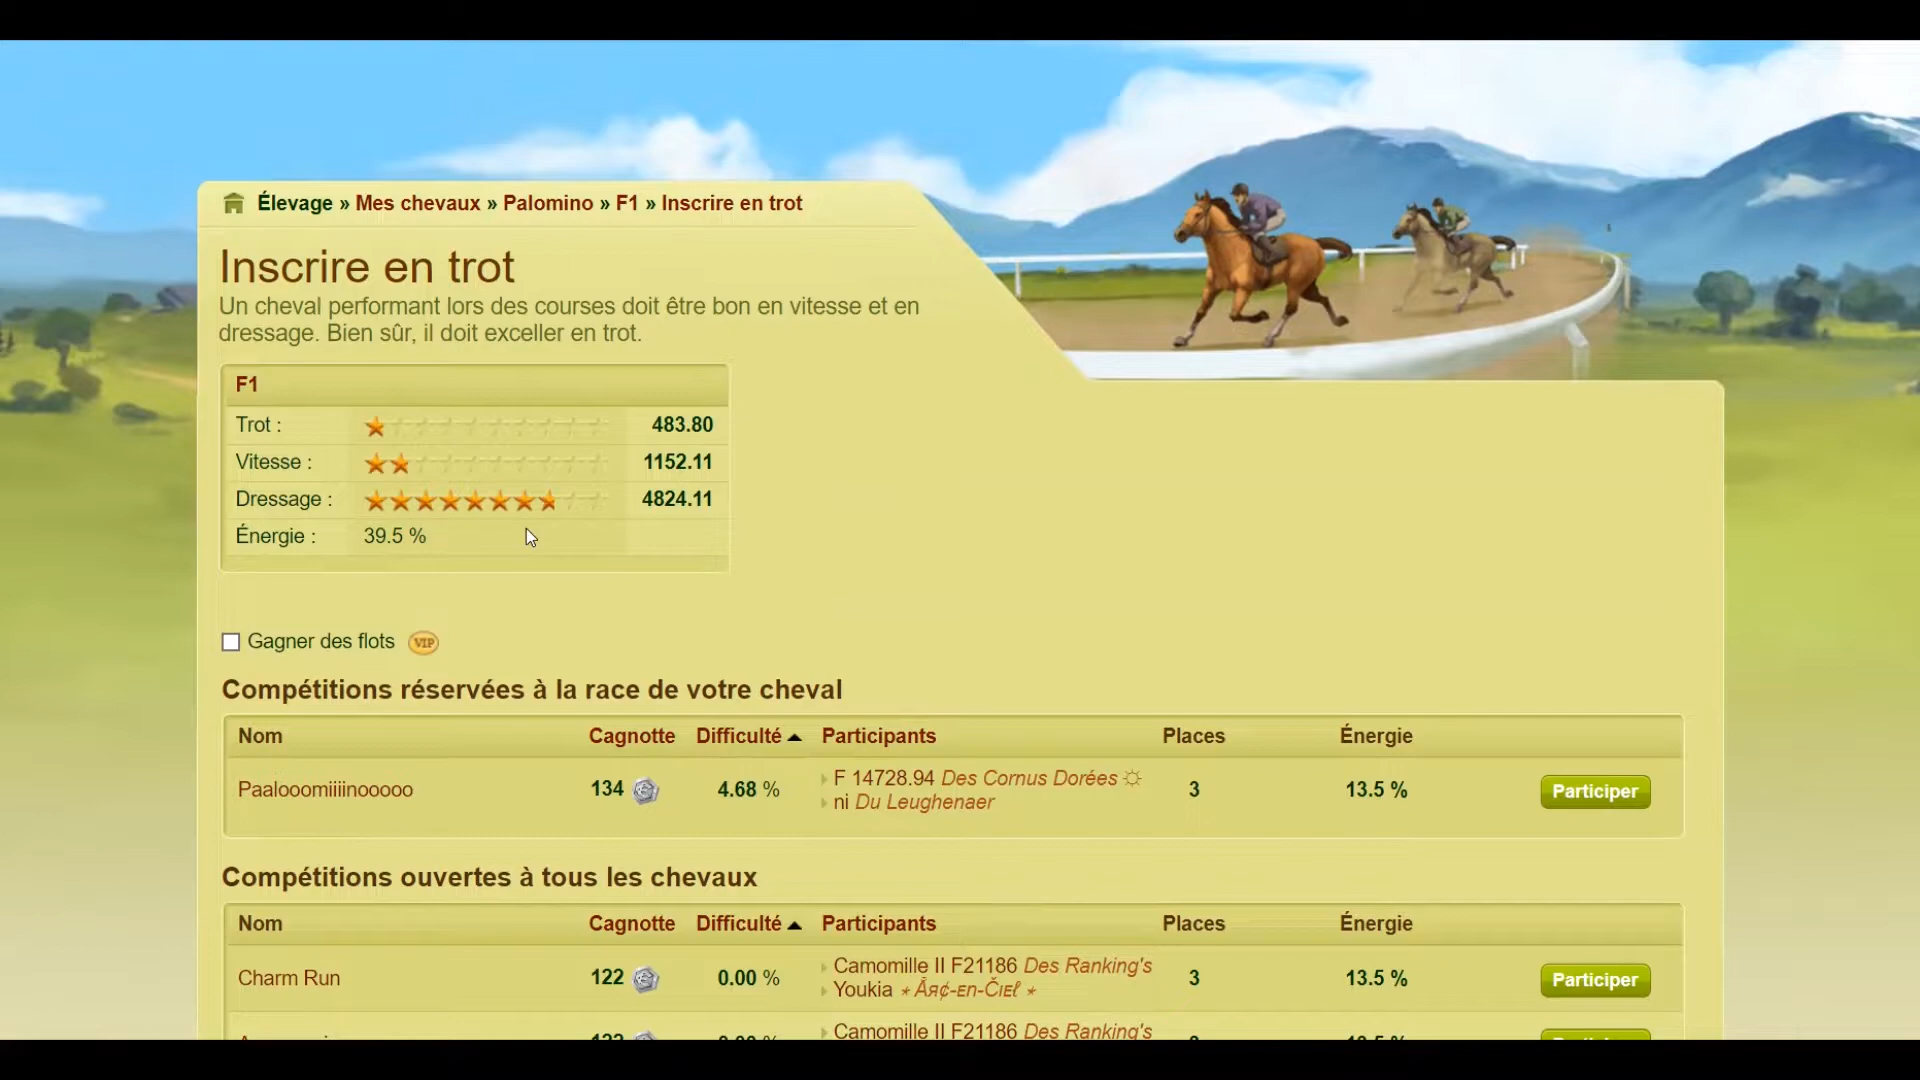 Élevage » Mes chevaux » Palomino » F1 » Inscrire en trot
Inscrire en trot
Un cheval performant lors des courses doit être bon en vitesse et en
dressage. Bien sûr, il doit exceller en trot.
F1
Trot : 483.80
Vitesse : 1152.11
Dressage : 4824.11
Énergie : 39.5 %
Gagner des flots VIP
Compétitions réservées à la race de votre cheval
Nom Cagnotte Difficulté Participants Places Énergie
Paalooomiiiinooooo 134 4.68 % F 14728.94 Des Cornus Dorées 3 13.5 % Participer
ni Du Leughenaer
Compétitions ouvertes à tous les chevaux
Nom Cagnotte Difficulté Participants Places Énergie
Charm Run 122 0.00 % Camomille II F21186 Des Ranking's 3 13.5 % Participer
Youkia
Camomille II F21186 Des Ranking's